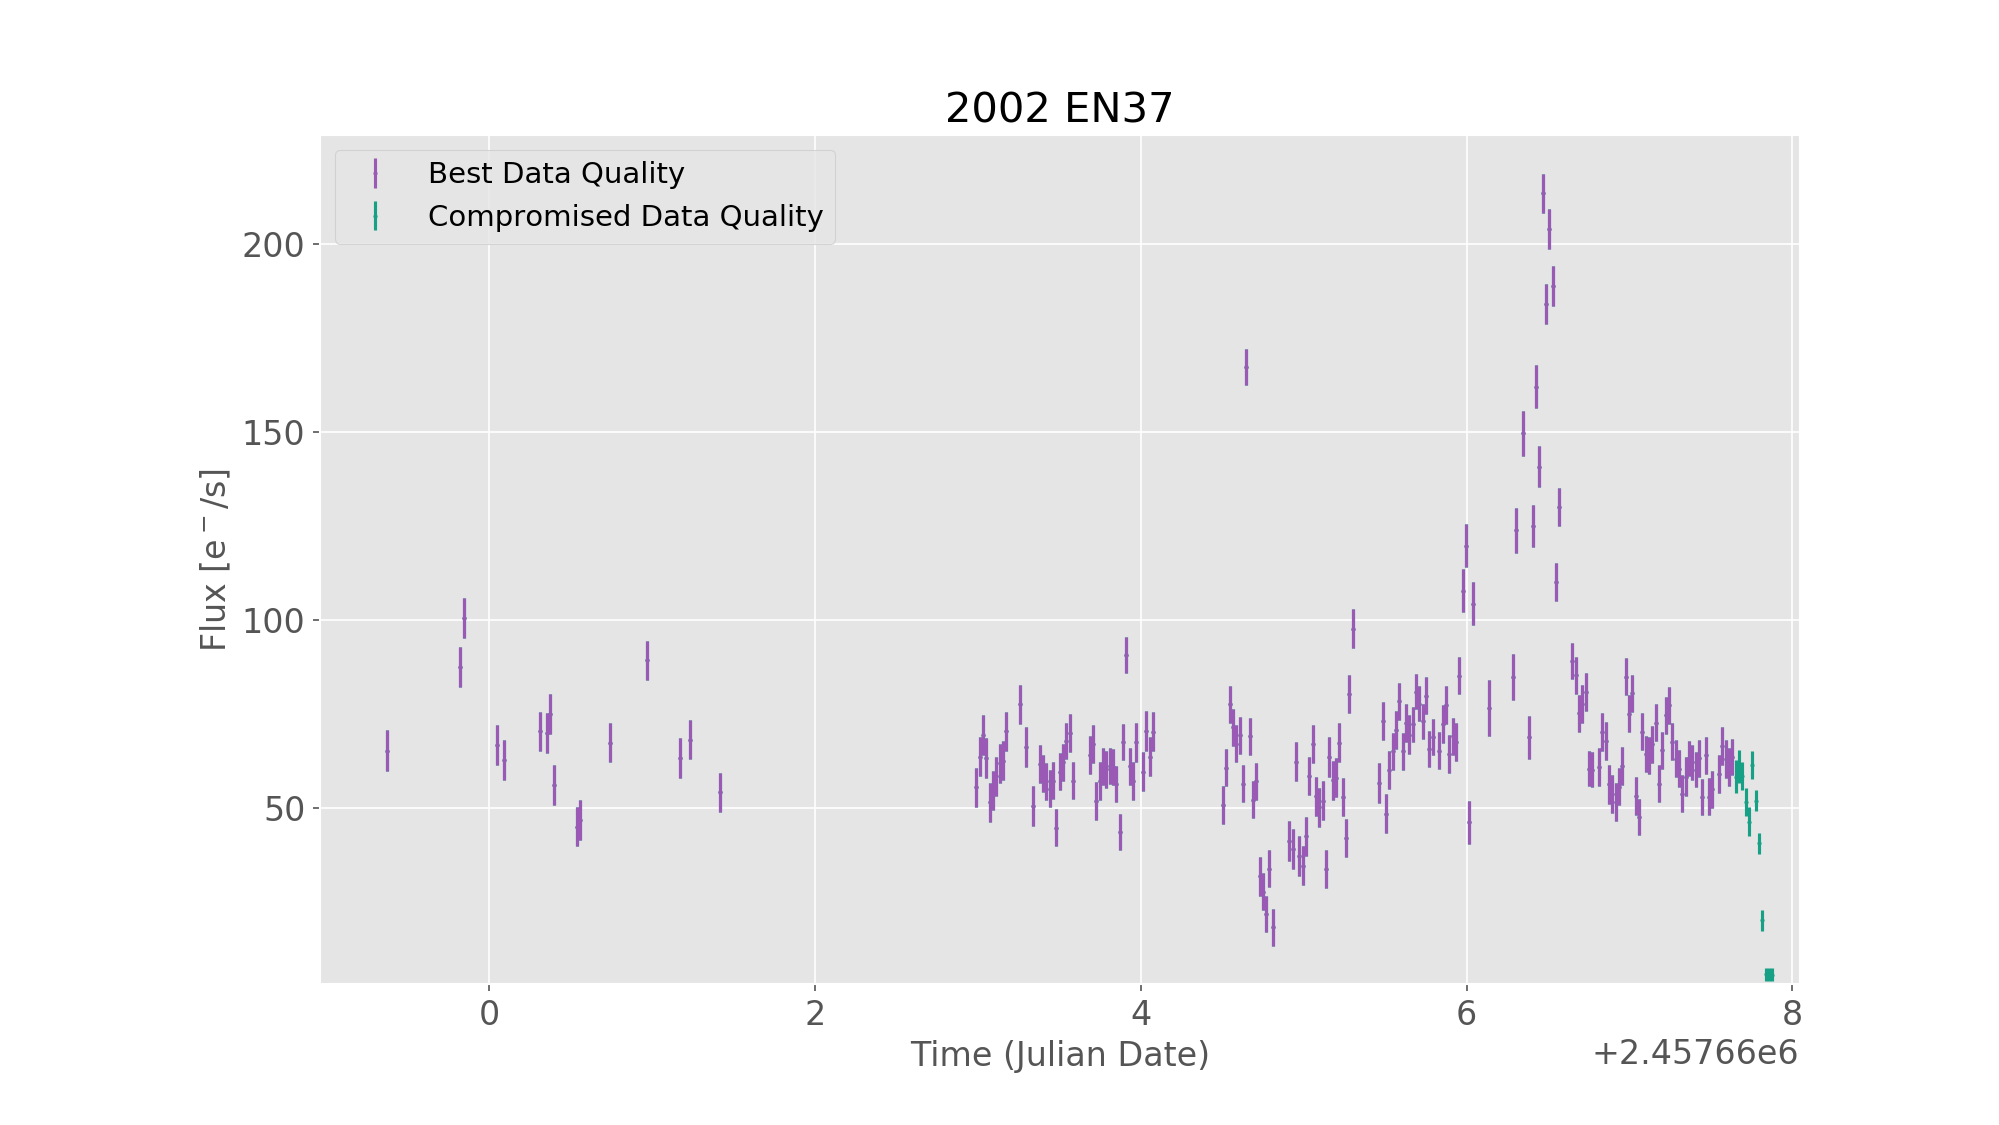 2002 EN37
Best Data Quality
Compromised Data Quality
200
150
100
50
Flux [e⁻/s]
0 2 4 6 8
Time (Julian Date)
+2.45766e6